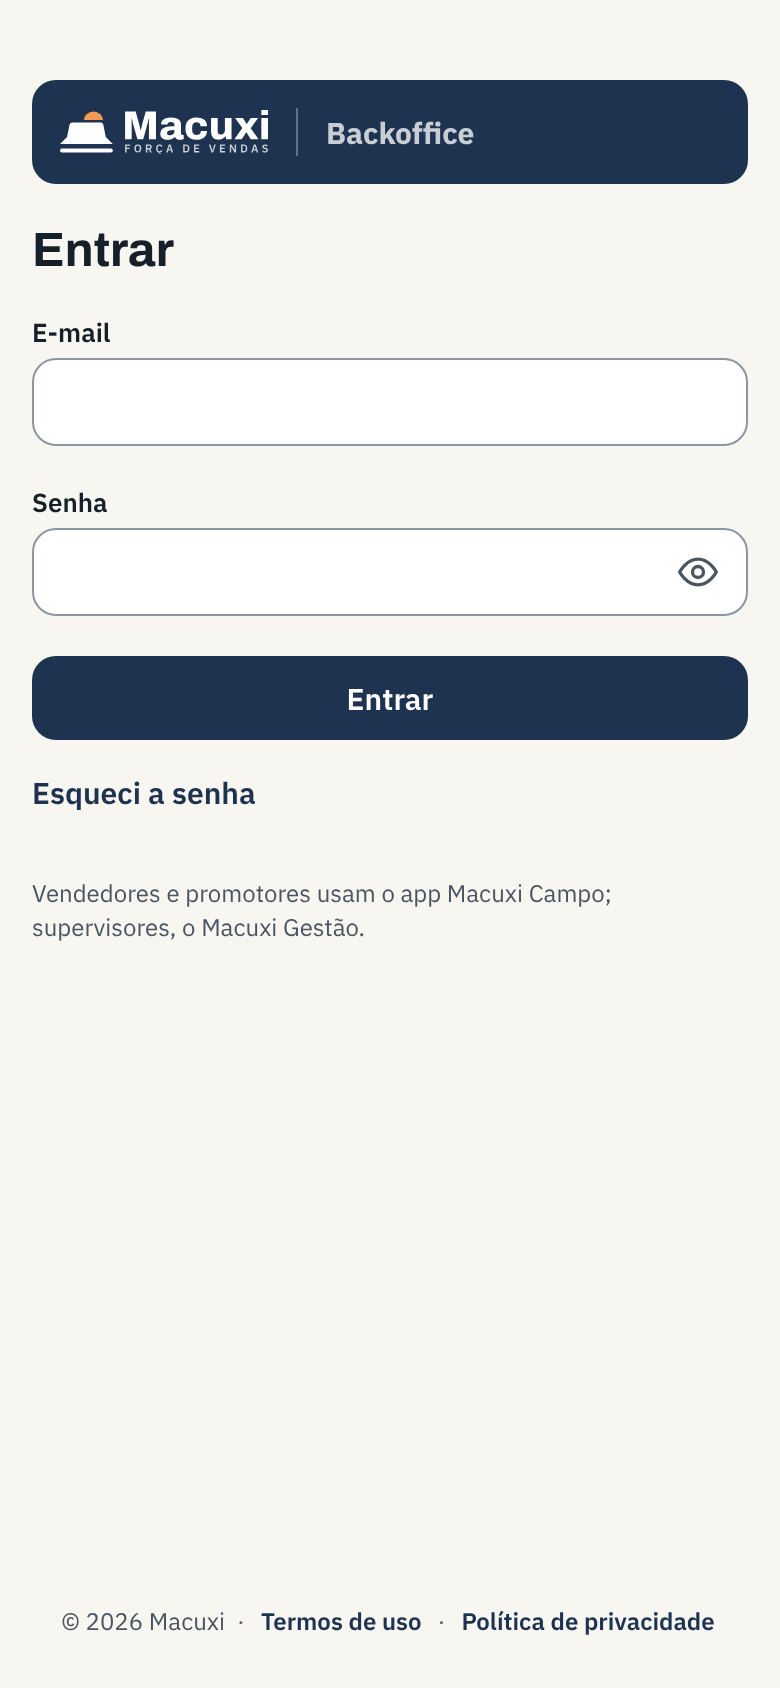 Macuxi
FORÇA DE VENDAS
Backoffice
Entrar
E-mail
Senha
Entrar
Esqueci a senha
Vendedores e promotores usam o app Macuxi Campo;
supervisores, o Macuxi Gestão.
© 2026 Macuxi · Termos de uso · Política de privacidade